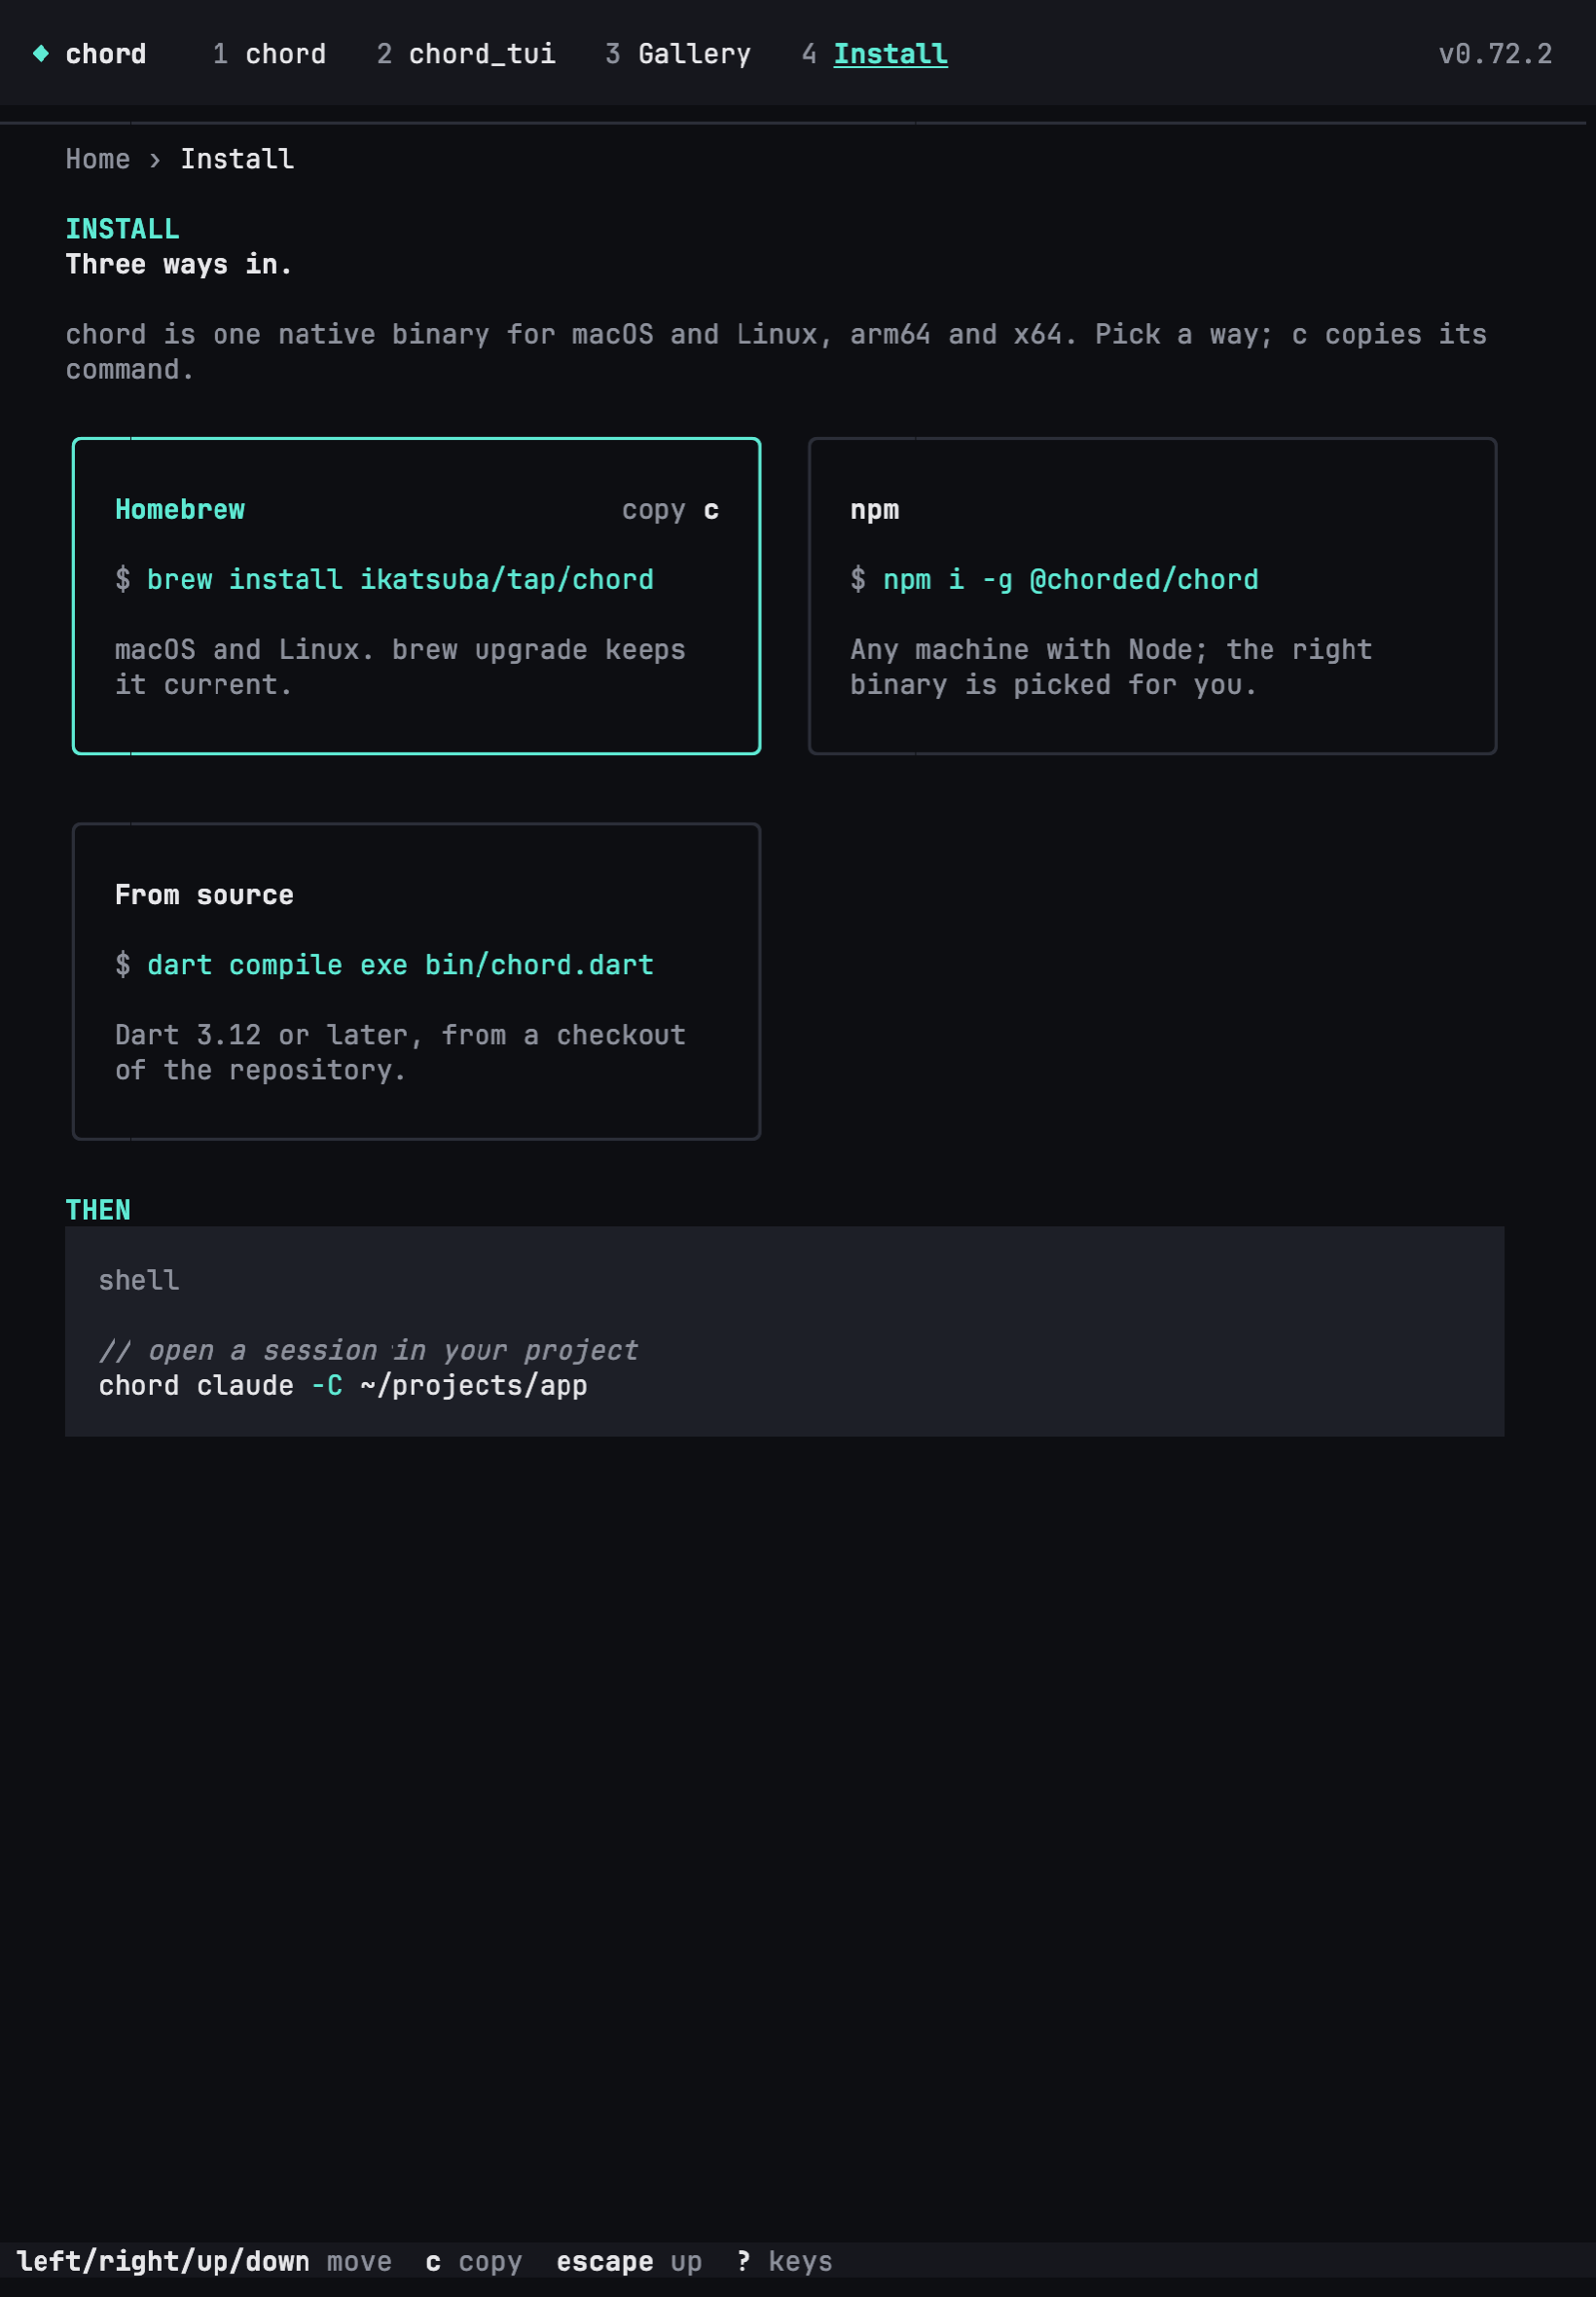 ◆ chord 1 chord 2 chord_tui 3 Gallery 4 Install v0.72.2
Home › Install
INSTALL
Three ways in.
chord is one native binary for macOS and Linux, arm64 and x64. Pick a way; c copies its
command.
Homebrew copy c
$ brew install ikatsuba/tap/chord
macOS and Linux. brew upgrade keeps
it current.
npm
$ npm i -g @chorded/chord
Any machine with Node; the right
binary is picked for you.
From source
$ dart compile exe bin/chord.dart
Dart 3.12 or later, from a checkout
of the repository.
THEN
shell
// open a session in your project
chord claude -C ~/projects/app
left/right/up/down move c copy escape up ? keys